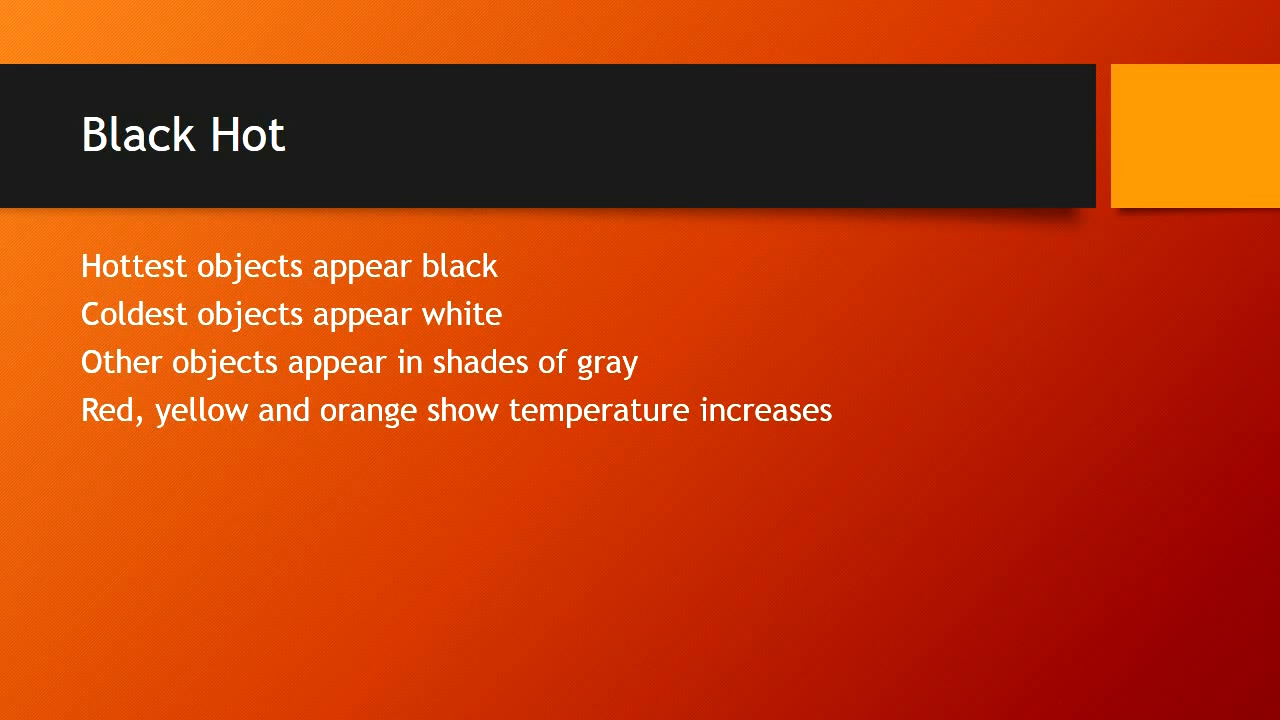 Black Hot
Hottest objects appear black
Coldest objects appear white
Other objects appear in shades of gray
Red, yellow and orange show temperature increases